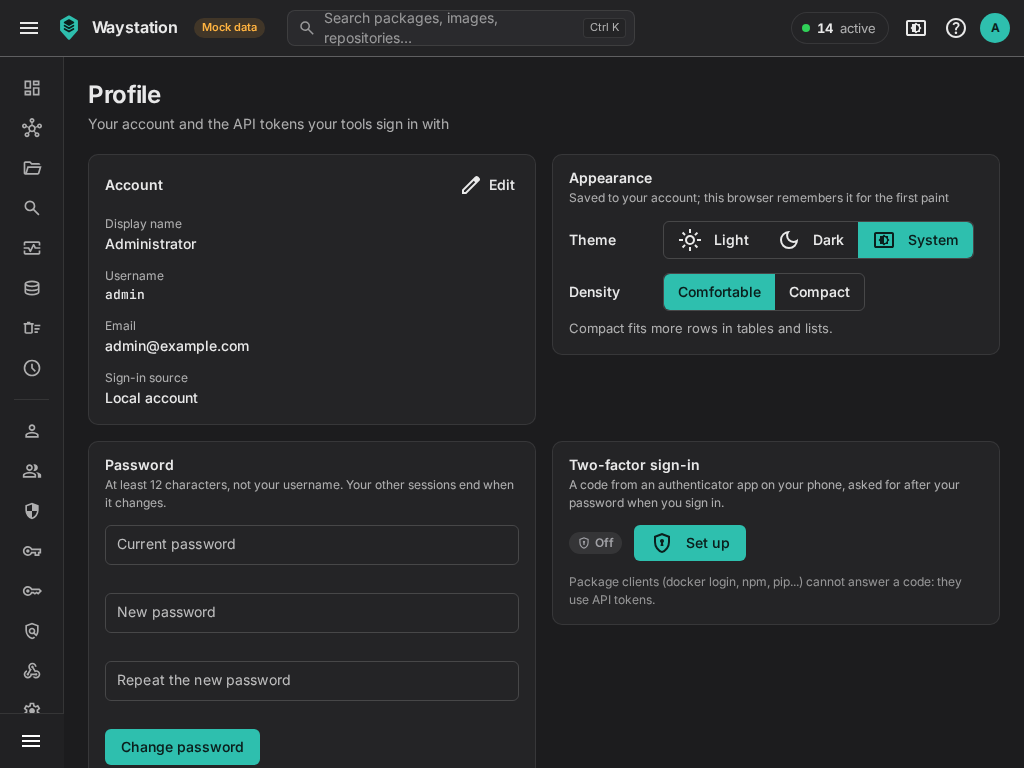 Waystation
Mock data
Search packages, images,
repositories...
Ctrl K
14 active
A
Profile
Your account and the API tokens your tools sign in with
Account
Edit
Display name
Administrator
Username
admin
Email
admin@example.com
Sign-in source
Local account
Appearance
Saved to your account; this browser remembers it for the first paint
Theme
Light
Dark
System
Density
Comfortable
Compact
Compact fits more rows in tables and lists.
Password
At least 12 characters, not your username. Your other sessions end when
it changes.
Current password
New password
Repeat the new password
Change password
Two-factor sign-in
A code from an authenticator app on your phone, asked for after your
password when you sign in.
Off
Set up
Package clients (docker login, npm, pip...) cannot answer a code: they
use API tokens.